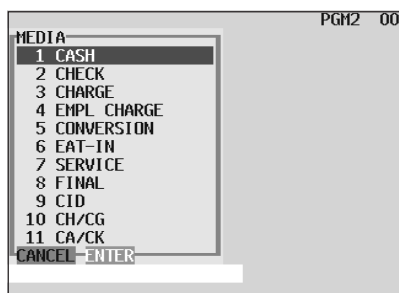 PGM2 00
MEDIA
1 CASH
2 CHECK
3 CHARGE
4 EMPL CHARGE
5 CONVERSION
6 EAT-IN
7 SERVICE
8 FINAL
9 CID
10 CH/CG
11 CA/CK
CANCEL ENTER